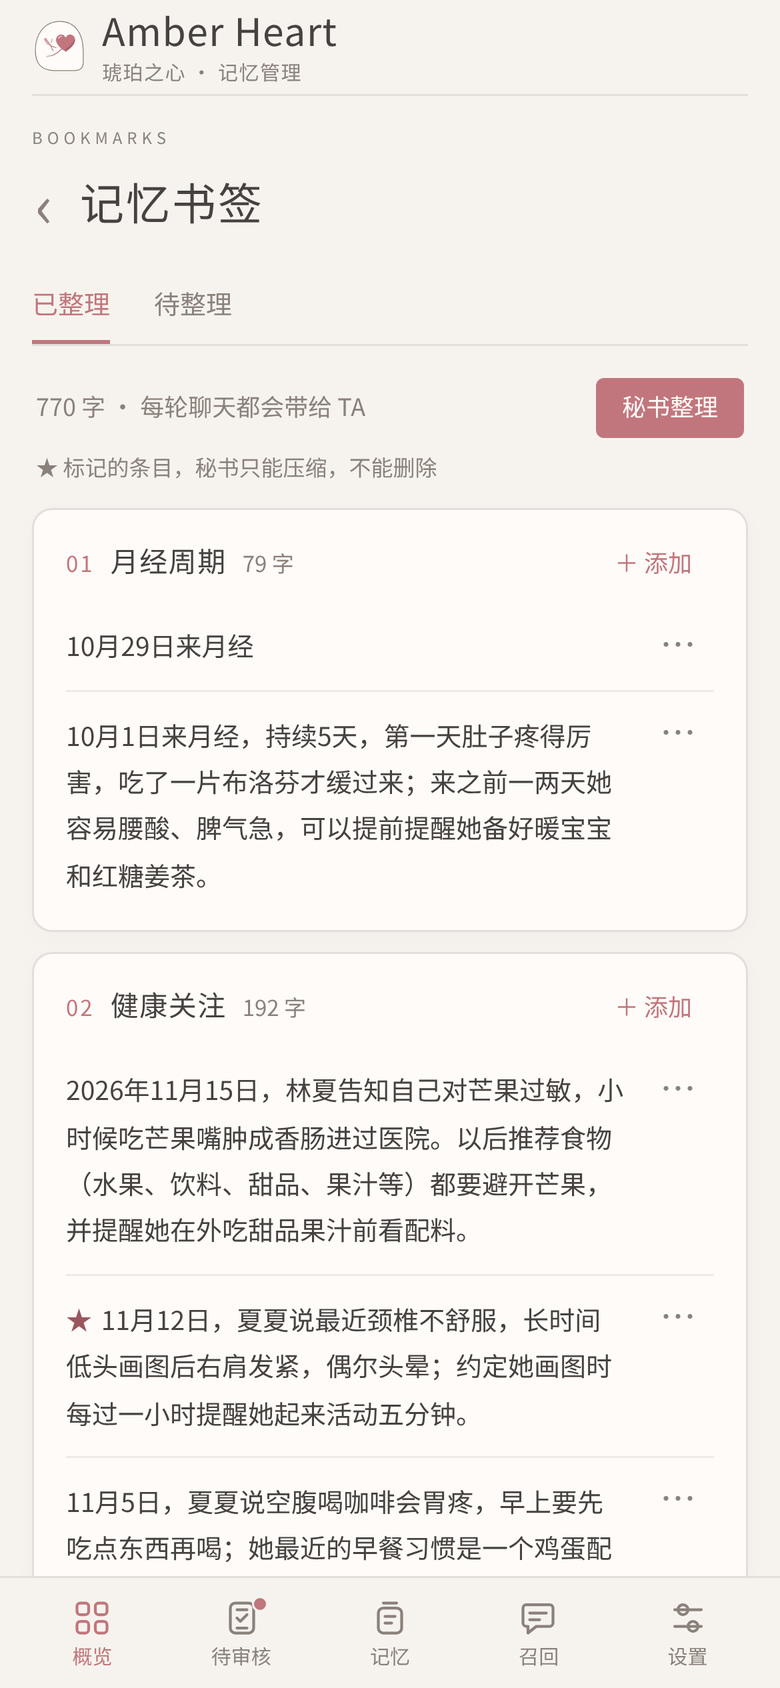 Amber Heart
琥珀之心 · 记忆管理
BOOKMARKS
‹ 记忆书签
已整理 待整理
770 字 · 每轮聊天都会带给 TA 秘书整理
★ 标记的条目，秘书只能压缩，不能删除
01 月经周期 79 字 + 添加
10月29日来月经 ···
10月1日来月经，持续5天，第一天肚子疼得厉 ···
害，吃了一片布洛芬才缓过来；来之前一两天她
容易腰酸、脾气急，可以提前提醒她备好暖宝宝
和红糖姜茶。
02 健康关注 192 字 + 添加
2026年11月15日，林夏告知自己对芒果过敏，小 ···
时候吃芒果嘴肿成香肠进过医院。以后推荐食物
（水果、饮料、甜品、果汁等）都要避开芒果，
并提醒她在外吃甜品果汁前看配料。
★ 11月12日，夏夏说最近颈椎不舒服，长时间 ···
低头画图后右肩发紧，偶尔头晕；约定她画图时
每过一小时提醒她起来活动五分钟。
11月5日，夏夏说空腹喝咖啡会胃疼，早上要先 ···
吃点东西再喝；她最近的早餐习惯是一个鸡蛋配
概览 待审核 记忆 召回 设置